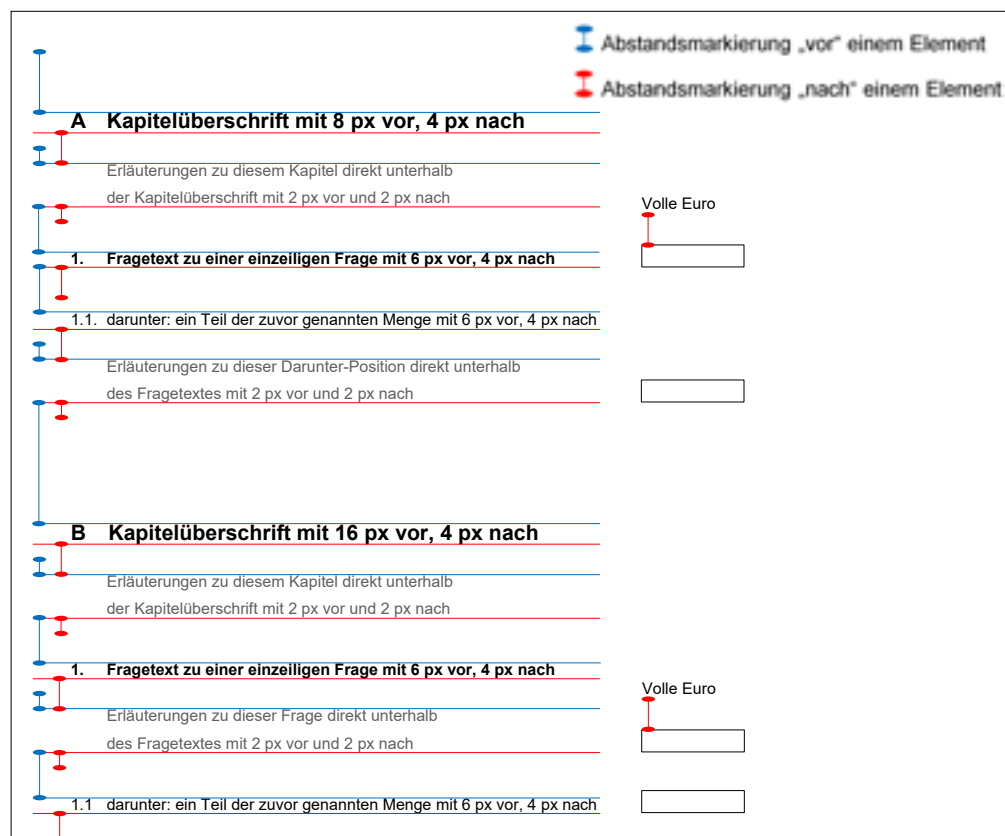 Abstandsmarkierung „vor“ einem Element
Abstandsmarkierung „nach“ einem Element
A Kapitelüberschrift mit 8 px vor, 4 px nach
Erläuterungen zu diesem Kapitel direkt unterhalb
der Kapitelüberschrift mit 2 px vor und 2 px nach
Volle Euro
1. Fragetext zu einer einzeiligen Frage mit 6 px vor, 4 px nach
1.1. darunter: ein Teil der zuvor genannten Menge mit 6 px vor, 4 px nach
Erläuterungen zu dieser Darunter-Position direkt unterhalb
des Fragetextes mit 2 px vor und 2 px nach
B Kapitelüberschrift mit 16 px vor, 4 px nach
Erläuterungen zu diesem Kapitel direkt unterhalb
der Kapitelüberschrift mit 2 px vor und 2 px nach
1. Fragetext zu einer einzeiligen Frage mit 6 px vor, 4 px nach
Volle Euro
Erläuterungen zu dieser Frage direkt unterhalb
des Fragetextes mit 2 px vor und 2 px nach
1.1 darunter: ein Teil der zuvor genannten Menge mit 6 px vor, 4 px nach